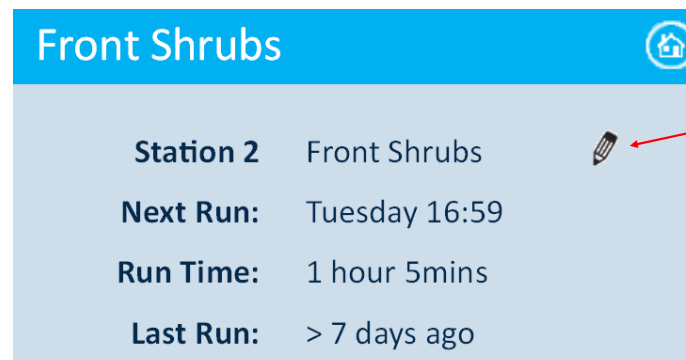 Front Shrubs
Station 2 Front Shrubs
Next Run: Tuesday 16:59
Run Time: 1 hour 5mins
Last Run: > 7 days ago